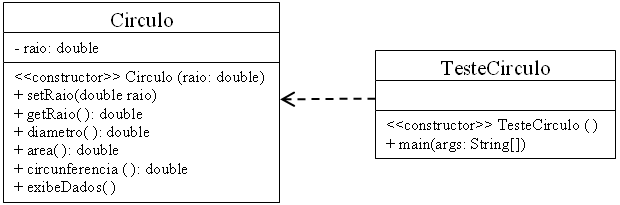 Circulo
- raio: double
<<constructor>> Circulo (raio: double)
+ setRaio(double raio)
+ getRaio( ): double
+ diametro( ): double
+ area( ): double
+ circunferencia ( ): double
+ exibeDados( )
TesteCirculo
<<constructor>> TesteCirculo ( )
+ main(args: String[])